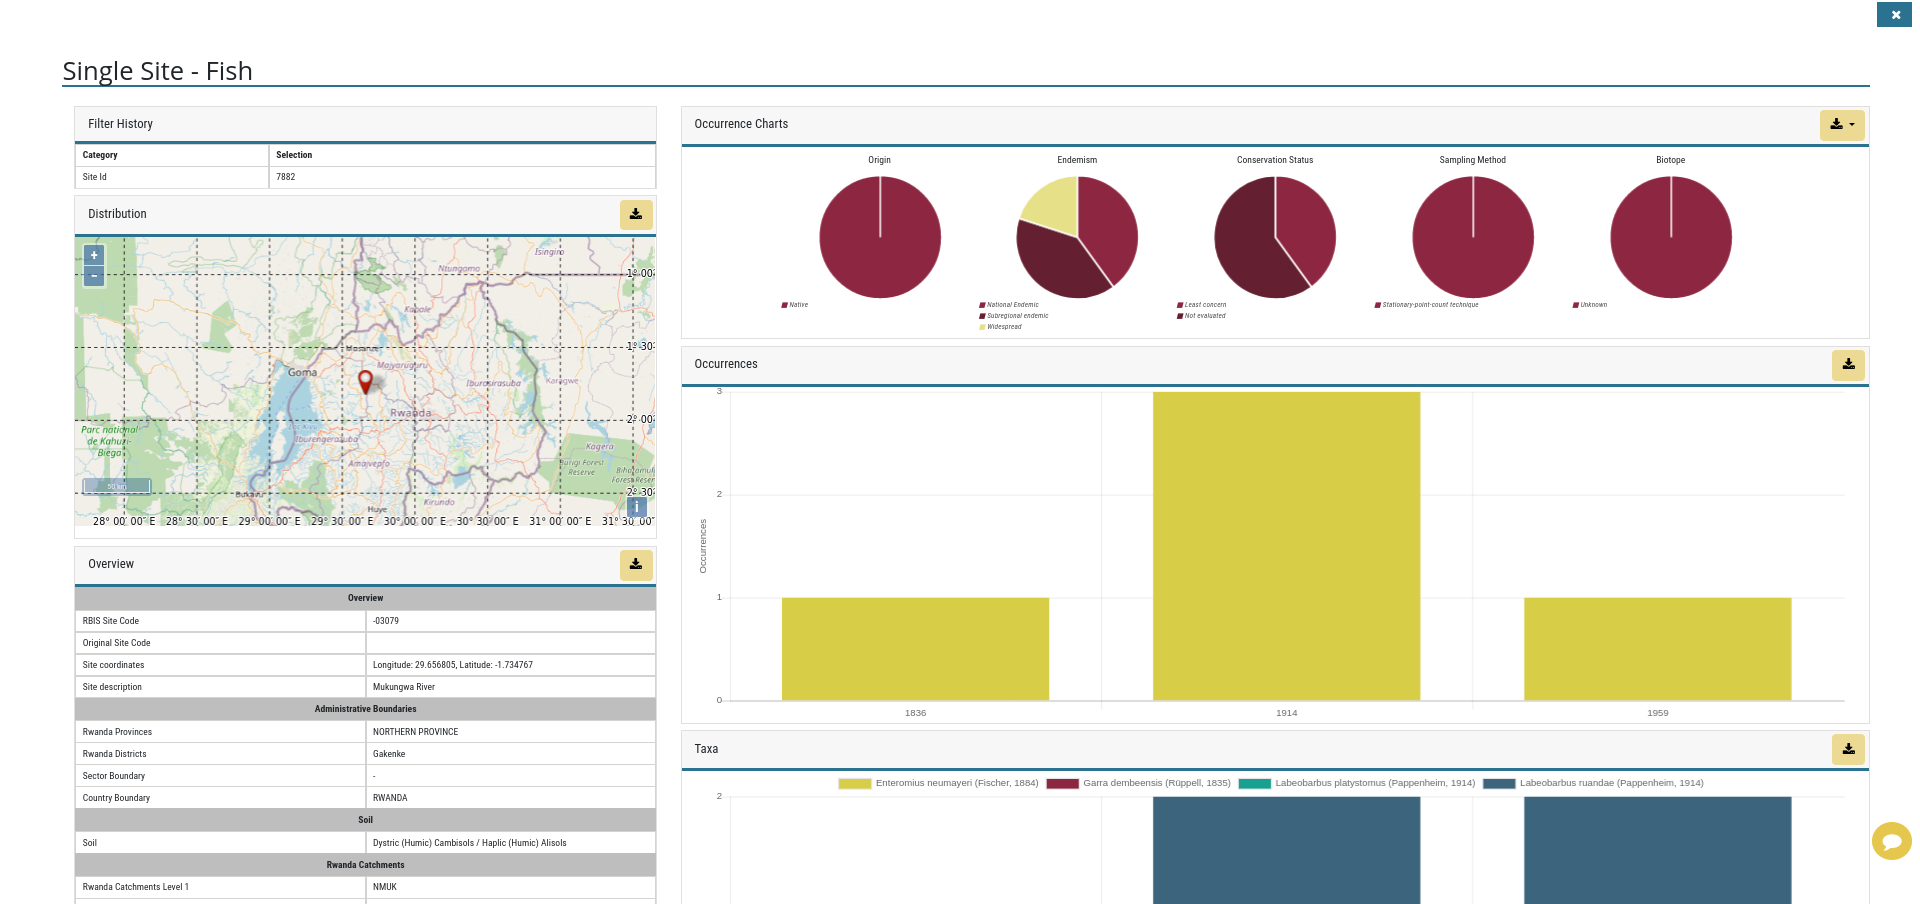 Single Site - Fish
Filter History
Category Selection
Site Id 7882
Distribution
+
−
Isingiro
Ntungamo
1° 00′
Kabale
Musanze
1° 30′
Goma
Majyaruguru
Iburasirazuba
Karagwe
Rwanda
2° 00′
Parc national
de Kahuzi-
Biega
Iburengerazuba
Kagera
Amajyepfo
Burigi Forest
Reserve
50 km
Bukavu
2° 30′
Kirundo
Huye
i
28° 00′ 00″ E 28° 30′ 00″ E 29° 00′ 00″ E 29° 30′ 00″ E 30° 00′ 00″ E 30° 30′ 00″ E 31° 00′ 00″ E 31° 30′ 00″
Overview
Overview
RBIS Site Code -03079
Original Site Code
Site coordinates Longitude: 29.656805, Latitude: -1.734767
Site description Mukungwa River
Administrative Boundaries
Rwanda Provinces NORTHERN PROVINCE
Rwanda Districts Gakenke
Sector Boundary -
Country Boundary RWANDA
Soil
Soil Dystric (Humic) Cambisols / Haplic (Humic) Alisols
Rwanda Catchments
Rwanda Catchments Level 1 NMUK
Occurrence Charts
Origin Endemism Conservation Status Sampling Method Biotope
Native
National Endemic
Subregional endemic
Widespread
Least concern
Not evaluated
Stationary-point-count technique
Unknown
Occurrences
3
2
1
0
Occurrences
1836 1914 1959
Taxa
Enteromius neumayeri (Fischer, 1884) Garra dembeensis (Rüppell, 1835) Labeobarbus platystomus (Pappenheim, 1914) Labeobarbus ruandae (Pappenheim, 1914)
2